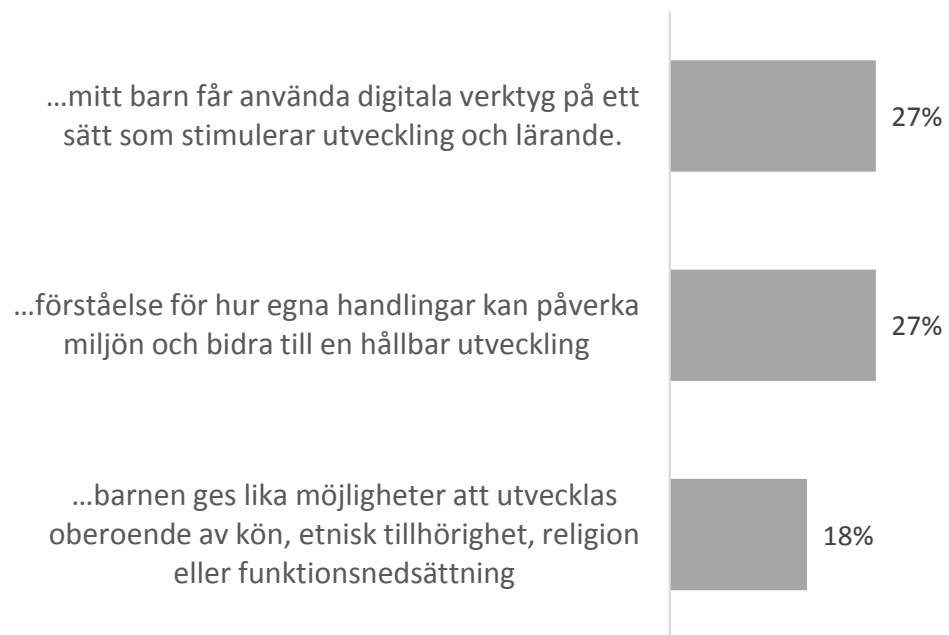 ...mitt barn får använda digitala verktyg på ett
sätt som stimulerar utveckling och lärande.
27%
...förståelse för hur egna handlingar kan påverka
miljön och bidra till en hållbar utveckling
27%
...barnen ges lika möjligheter att utvecklas
oberoende av kön, etnisk tillhörighet, religion
eller funktionsnedsättning
18%